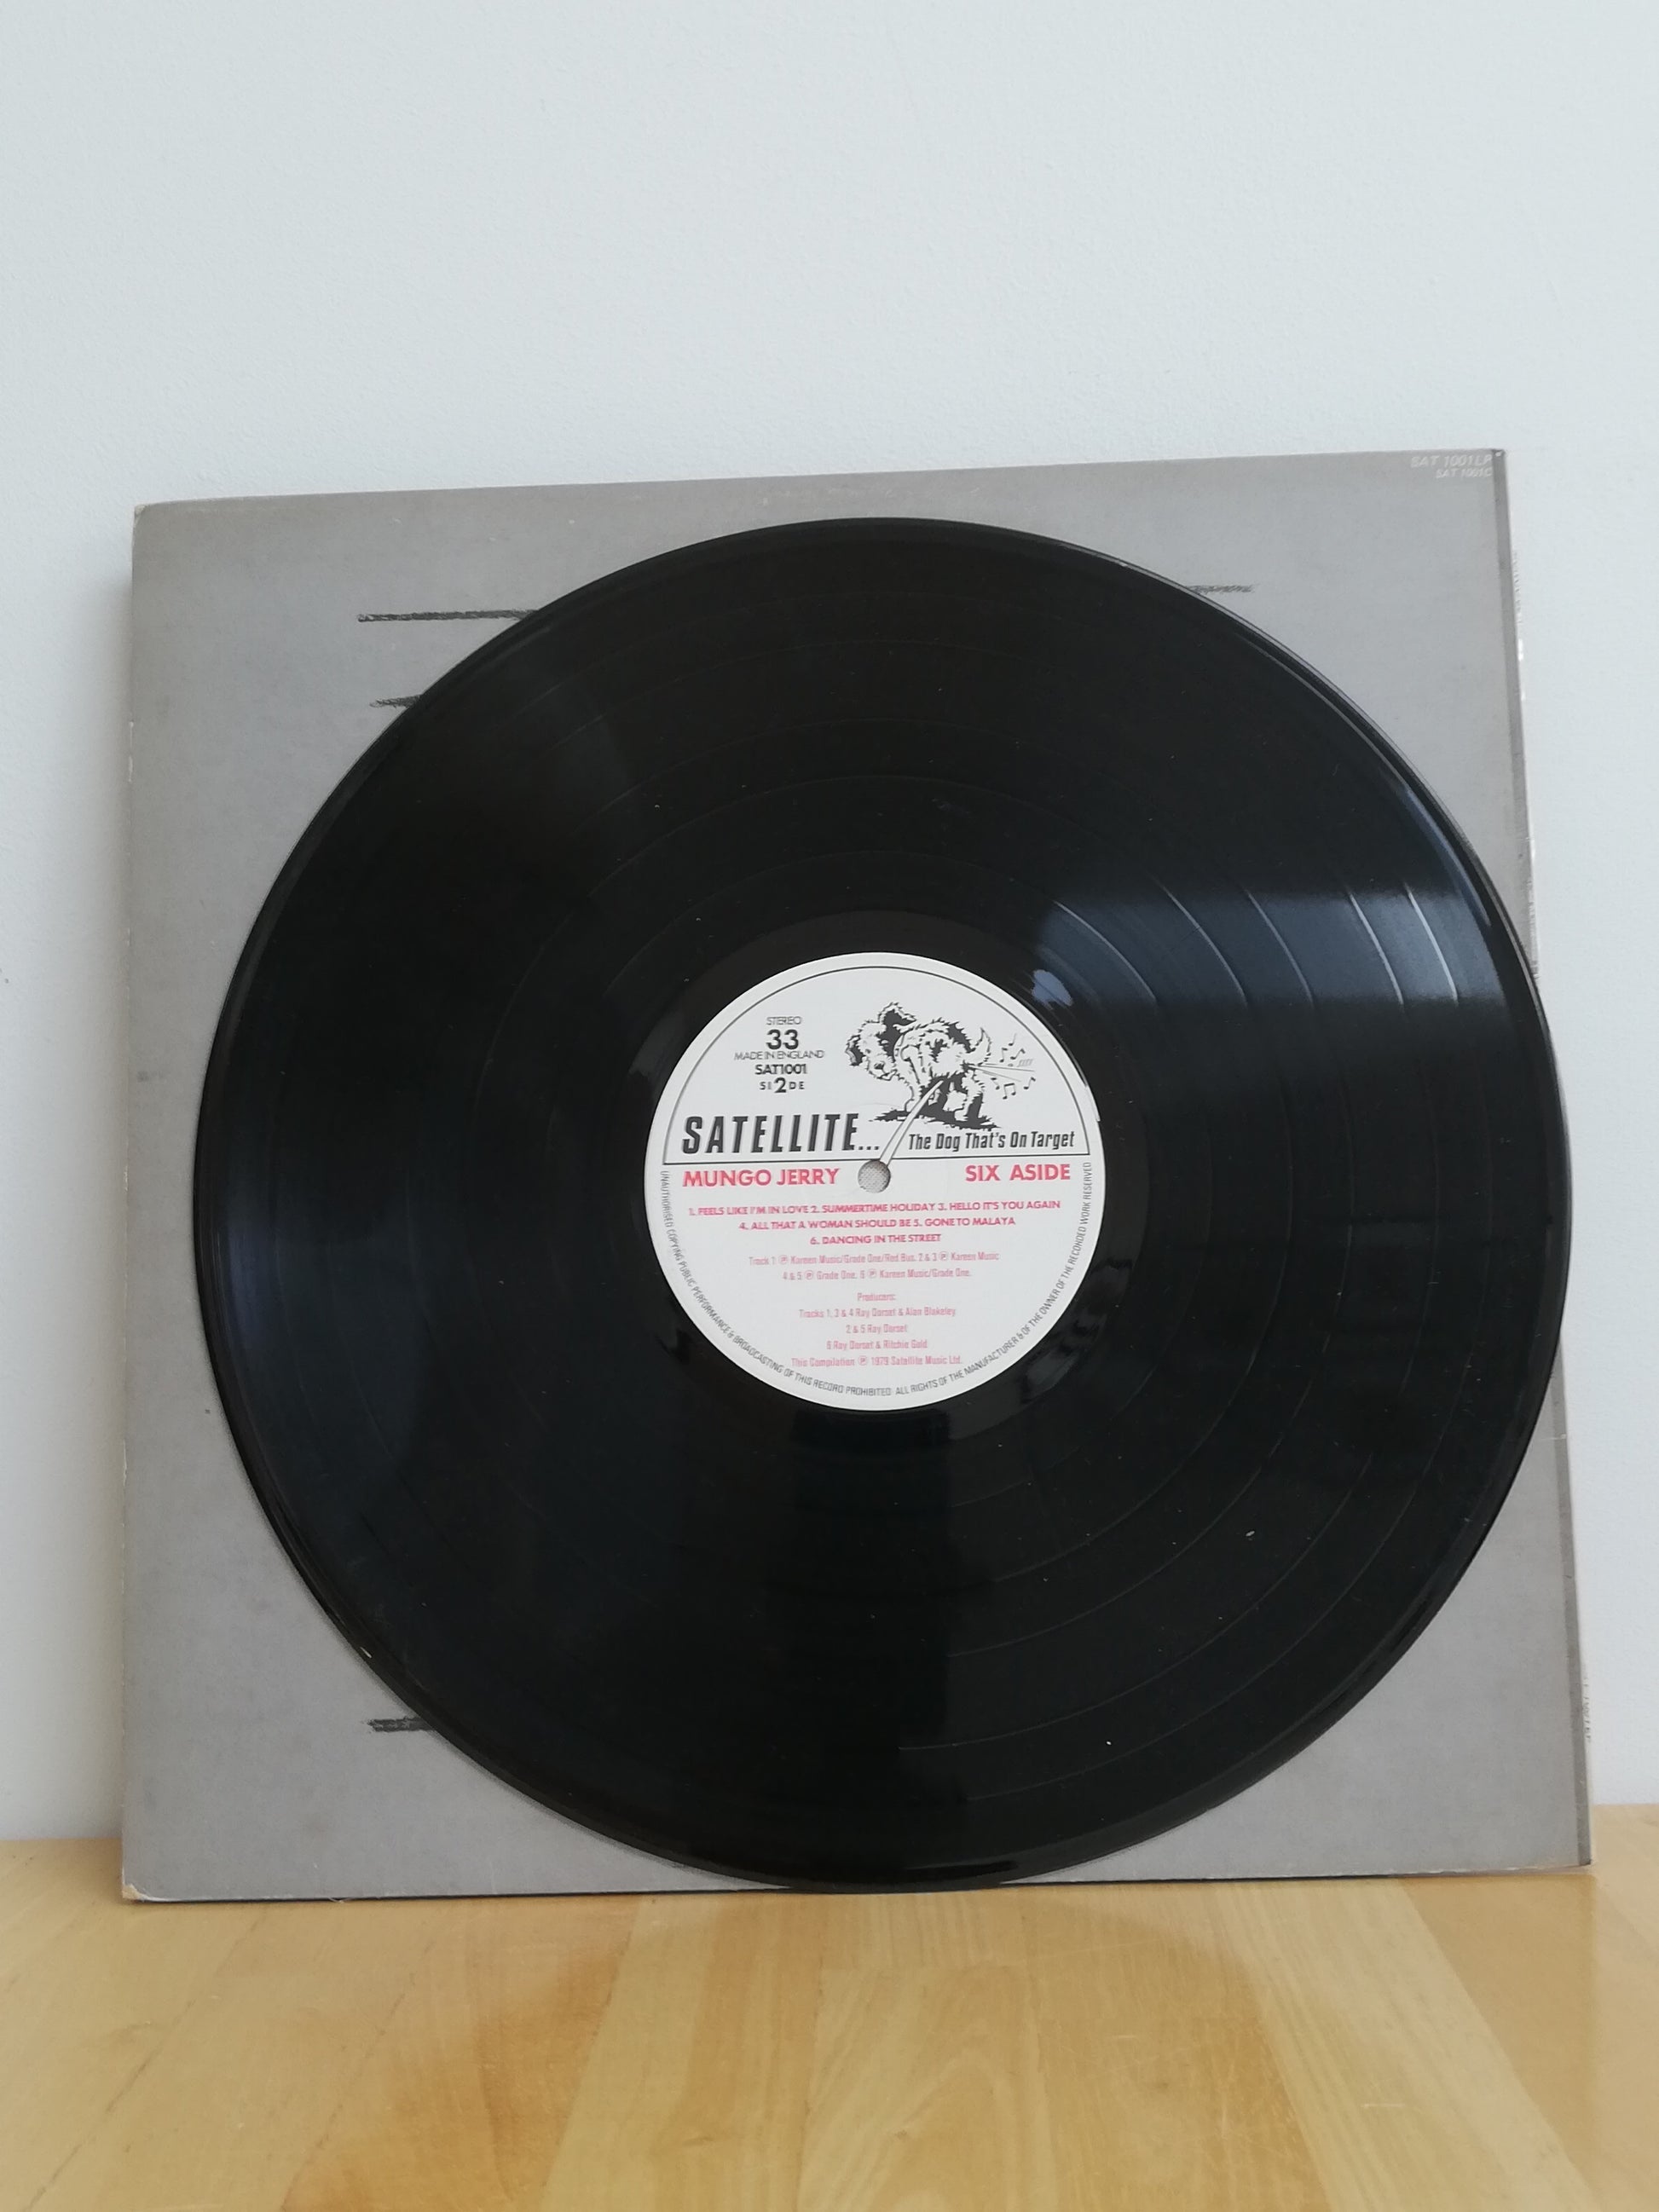 SAT 1001LP
SAT 1001C
STEREO
33
MADE IN ENGLAND
SAT1001
SI 2 DE
SATELLITE... The Dog That's On Target
MUNGO JERRY SIX ASIDE
1. FEELS LIKE I'M IN LOVE 2. SUMMERTIME HOLIDAY 3. HELLO IT'S YOU AGAIN
4. ALL THAT A WOMAN SHOULD BE 5. GONE TO MALAYA
6. DANCING IN THE STREET
Track 1 ℗ Kareen Music/Grade One/Red Bus, 2 & 3 ℗ Kareen Music
4 & 5 ℗ Grade One, 6 ℗ Kareen Music/Grade One.
Producers:
Tracks 1, 3 & 4 Ray Dorset & Alan Blakeley
2 & 5 Ray Dorset
6 Ray Dorset & Ritchie Gold
This Compilation ℗ 1979 Satellite Music Ltd.
UNAUTHORISED COPYING PUBLIC PERFORMANCE & BROADCASTING OF THIS RECORD PROHIBITED ALL RIGHTS OF THE MANUFACTURER & OF THE OWNER OF THE RECORDED WORK RESERVED